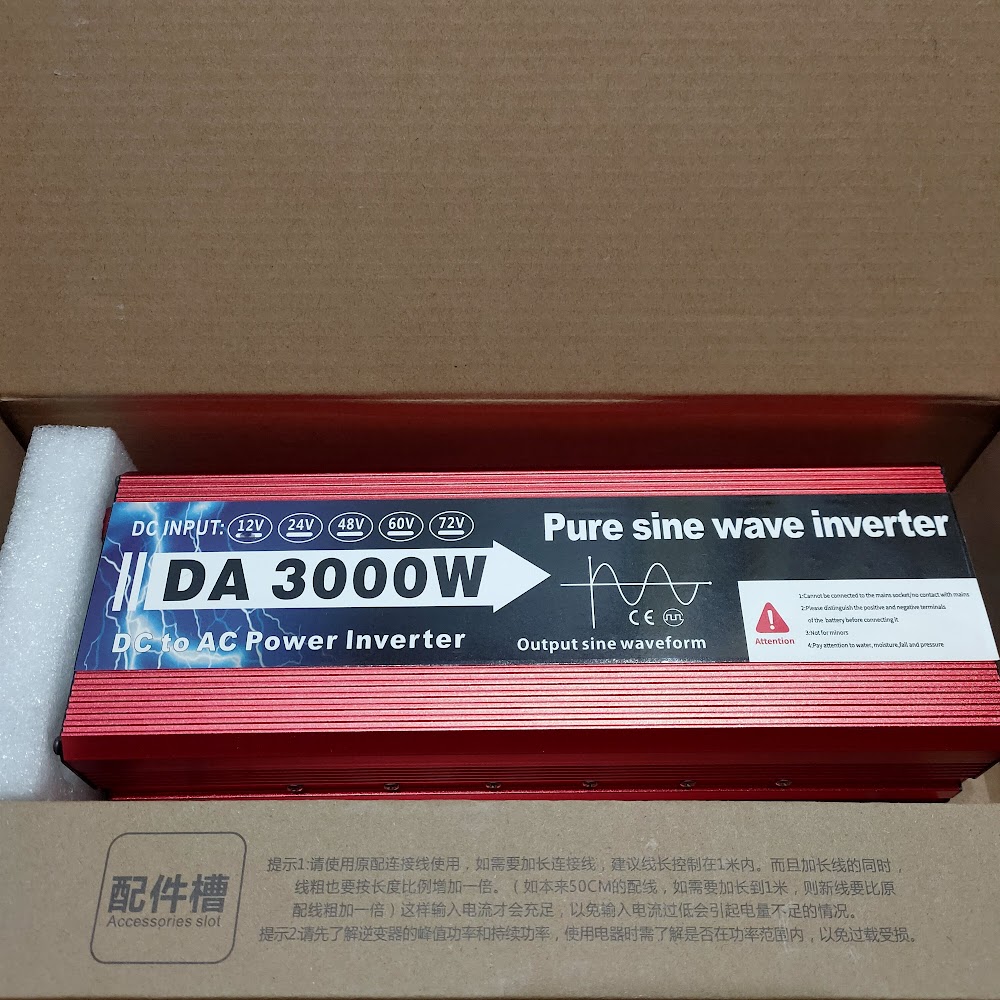 DC INPUT: 12V 24V 48V 60V 72V
DA 3000W
DC to AC Power Inverter
Pure sine wave inverter
CE
Output sine waveform
Attention
1:Cannot be connected to the mains socket/no contact with mains
2:Please distinguish the positive and negative terminals
of the battery before connecting it
3:Not for minors
4:Pay attention to water, moisture,fall and pressure
配件槽
Accessories slot
提示1:请使用原配连接线使用，如需要加长连接线，建议线长控制在1米内。而且加长线的同时，
线粗也要按长度比例增加一倍。（如本来50CM的配线，如需要加长到1米，则新线要比原
配线粗加一倍）这样输入电流才会充足，以免输入电流过低会引起电量不足的情况。
提示2:请先了解逆变器的峰值功率和持续功率，使用电器时需了解是否在功率范围内，以免过载受损。